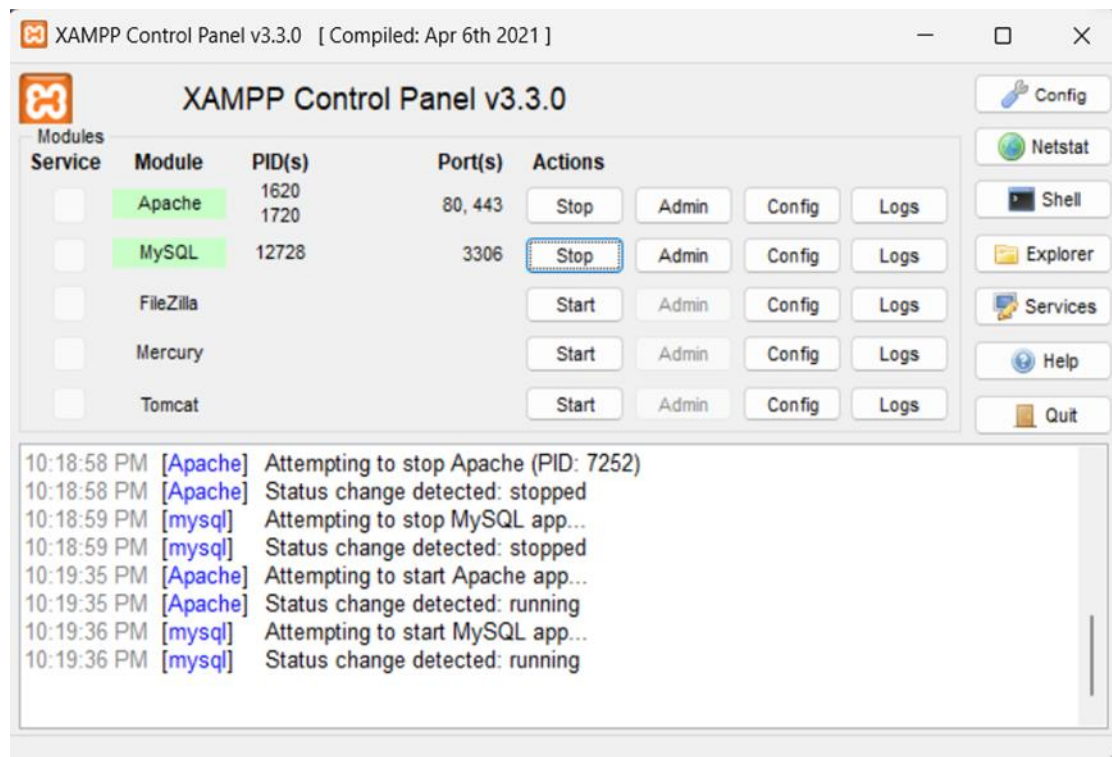 XAMPP Control Panel v3.3.0 [ Compiled: Apr 6th 2021 ]
XAMPP Control Panel v3.3.0
Modules
Service Module PID(s) Port(s) Actions
Apache 1620 1720 80, 443 Stop Admin Config Logs
MySQL 12728 3306 Stop Admin Config Logs
FileZilla Start Admin Config Logs
Mercury Start Admin Config Logs
Tomcat Start Admin Config Logs
Config
Netstat
Shell
Explorer
Services
Help
Quit
10:18:58 PM [Apache] Attempting to stop Apache (PID: 7252)
10:18:58 PM [Apache] Status change detected: stopped
10:18:59 PM [mysql] Attempting to stop MySQL app...
10:18:59 PM [mysql] Status change detected: stopped
10:19:35 PM [Apache] Attempting to start Apache app...
10:19:35 PM [Apache] Status change detected: running
10:19:36 PM [mysql] Attempting to start MySQL app...
10:19:36 PM [mysql] Status change detected: running